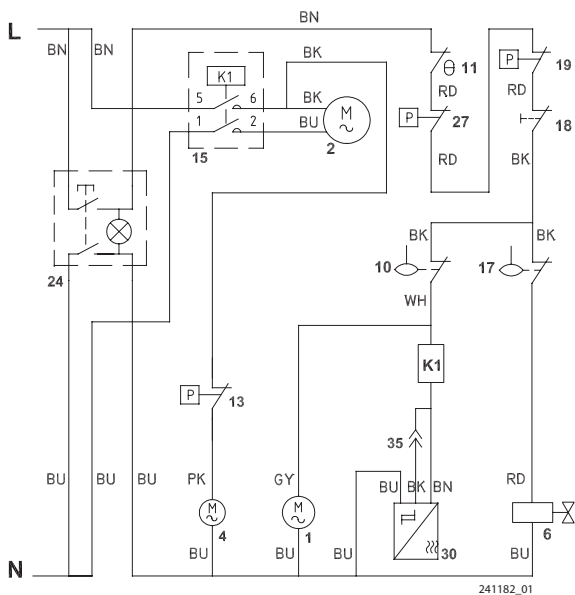 BN
L
BN BN BK 11 P 19
K1
RD RD
5 6 BK M
P 27 18
1 2 BU
15 2
RD BK
24
BK BK
10 17
WH
K1
P 13
35
BU BU BU PK GY BU BK BN RD
M M
4 1 30 6
BU BU BU BU
N
241182_01